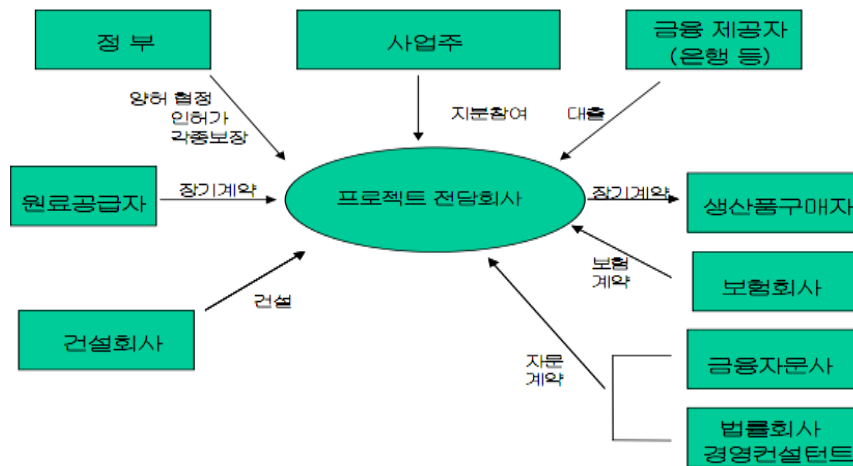 정 부
사업주
금융 제공자
(은행 등)
양허 협정
인허가
각종보장
지분참여
대출
원료공급자
장기계약
프로젝트 전담회사
장기계약
생산품구매자
보험
계약
보험회사
건설
건설회사
자문
계약
금융자문사
법률회사
경영컨설턴트